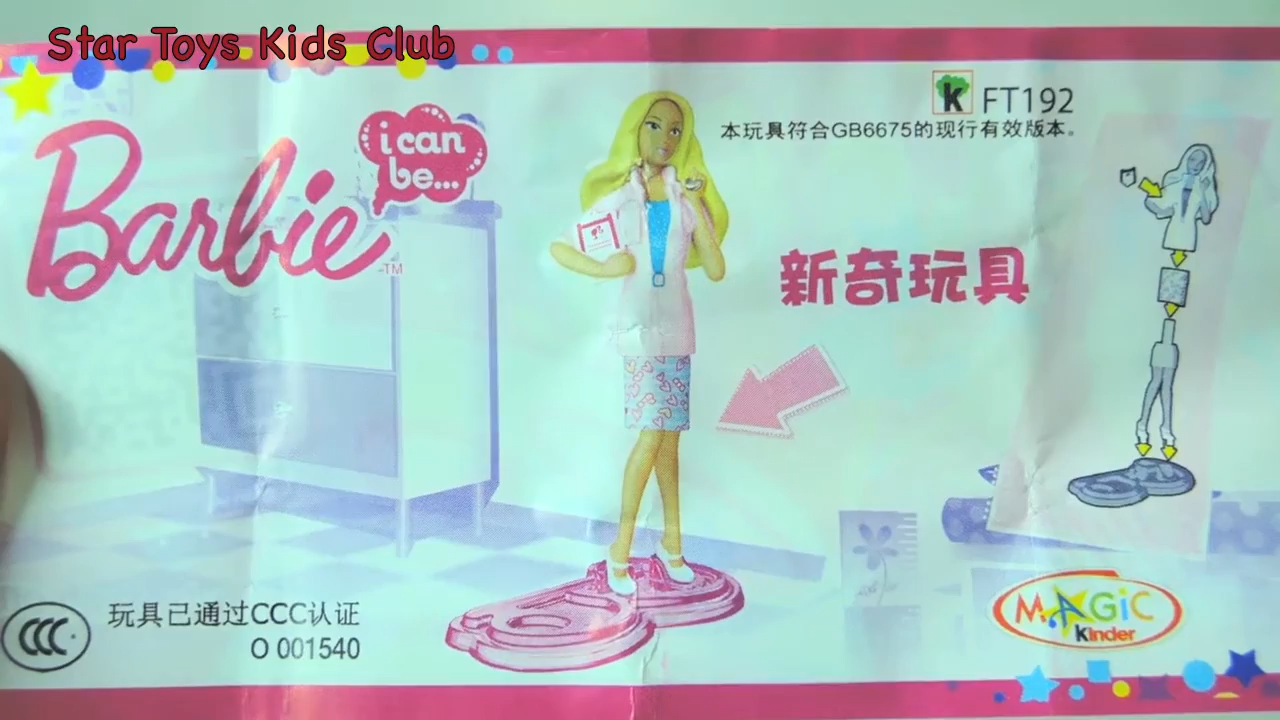 Star Toys Kids Club
Barbie™
i can
be...
k FT192
本玩具符合GB6675的现行有效版本。
新奇玩具
CCC
玩具已通过CCC认证
O 001540
MAGiC
Kinder